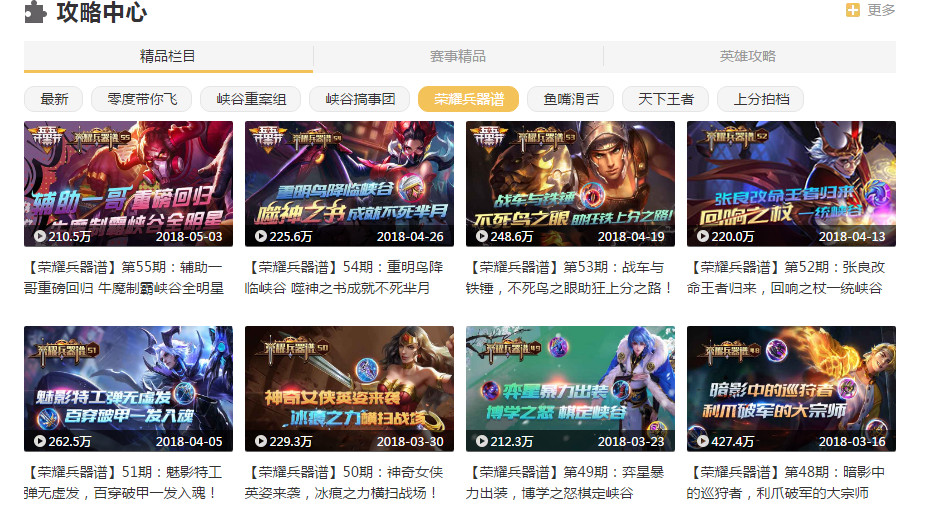 攻略中心
更多
精品栏目
赛事精品
英雄攻略
最新
零度带你飞
峡谷重案组
峡谷搞事团
荣耀兵器谱
鱼嘴滑舌
天下王者
上分拍档
荣耀兵器谱 55
辅助一哥重磅回归
牛魔制霸峡谷全明星
210.5万
2018-05-03
荣耀兵器谱 54
重明鸟降临峡谷
噬神之书成就不死芈月
225.6万
2018-04-26
荣耀兵器谱 53
战车与铁锤
不死鸟之眼助狂铁上分之路!
248.6万
2018-04-19
荣耀兵器谱 52
张良改命王者归来
回响之杖一统峡谷
220.0万
2018-04-13
【荣耀兵器谱】第55期：辅助一
哥重磅回归 牛魔制霸峡谷全明星
【荣耀兵器谱】54期：重明鸟降
临峡谷 噬神之书成就不死芈月
【荣耀兵器谱】第53期：战车与
铁锤，不死鸟之眼助狂上分之路！
【荣耀兵器谱】第52期：张良改
命王者归来，回响之杖一统峡谷
荣耀兵器谱 51
魅影特工弹无虚发
百穿破甲一发入魂
262.5万
2018-04-05
荣耀兵器谱 50
神奇女侠英姿来袭
冰痕之力横扫战场
229.3万
2018-03-30
荣耀兵器谱 49
弈星暴力出装
博学之怒 棋定峡谷
212.3万
2018-03-23
荣耀兵器谱 48
暗影中的巡狩者
利爪破军的大宗师
427.4万
2018-03-16
【荣耀兵器谱】51期：魅影特工
弹无虚发，百穿破甲一发入魂！
【荣耀兵器谱】50期：神奇女侠
英姿来袭，冰痕之力横扫战场！
【荣耀兵器谱】第49期：弈星暴
力出装，博学之怒棋定峡谷
【荣耀兵器谱】第48期：暗影中
的巡狩者，利爪破军的大宗师